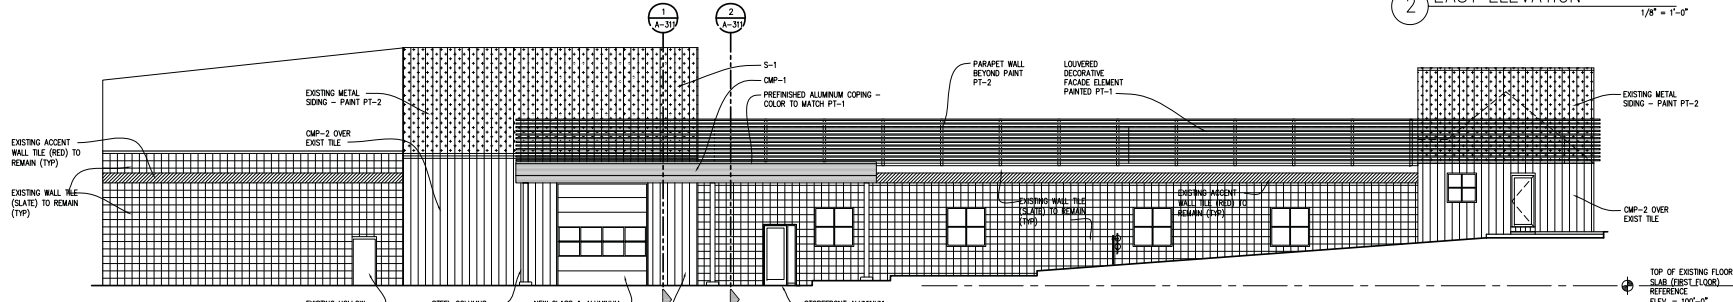 2 EAST ELEVATION
1/8" = 1'-0"
1
A-311
2
A-311
S-1
CMP-1
PREFINISHED ALUMINUM COPING -
COLOR TO MATCH PT-1
PARAPET WALL
BEYOND PAINT
PT-2
LOUVERED
DECORATIVE
FACADE ELEMENT
PAINTED PT-1
EXISTING METAL
SIDING - PAINT PT-2
EXISTING METAL
SIDING - PAINT PT-2
CMP-2 OVER
EXIST TILE
EXISTING ACCENT
WALL TILE (RED) TO
REMAIN (TYP)
EXISTING WALL TILE
(SLATE) TO REMAIN
(TYP)
EXISTING WALL TILE
(SLATE) TO REMAIN
(TYP)
EXISTING ACCENT
WALL TILE (RED) TO
REMAIN (TYP)
CMP-2 OVER
EXIST TILE
TOP OF EXISTING FLOOR
SLAB (FIRST FLOOR)
REFERENCE
ELEV. = 100'-0"